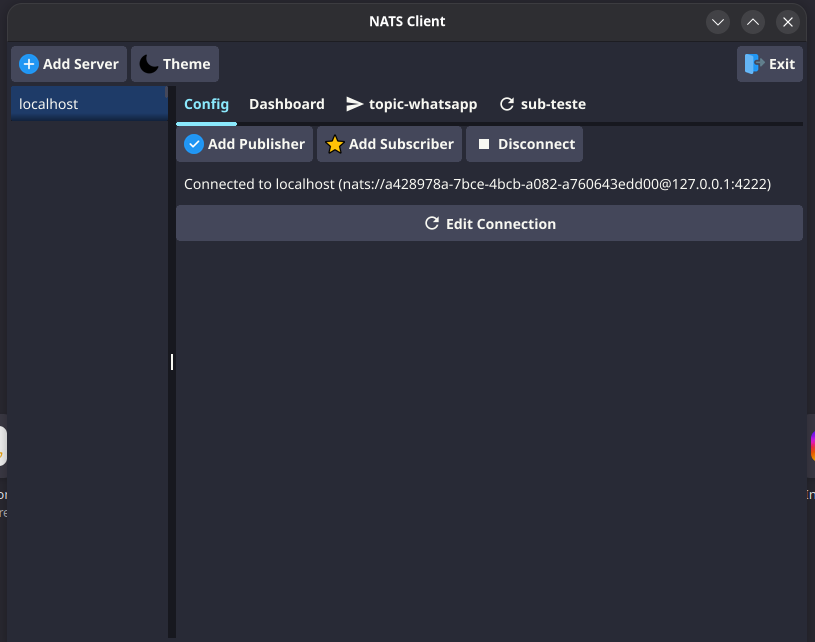 NATS Client
Add Server Theme Exit
localhost
Config Dashboard topic-whatsapp sub-teste
Add Publisher Add Subscriber Disconnect
Connected to localhost (nats://a428978a-7bce-4bcb-a082-a760643edd00@127.0.0.1:4222)
Edit Connection